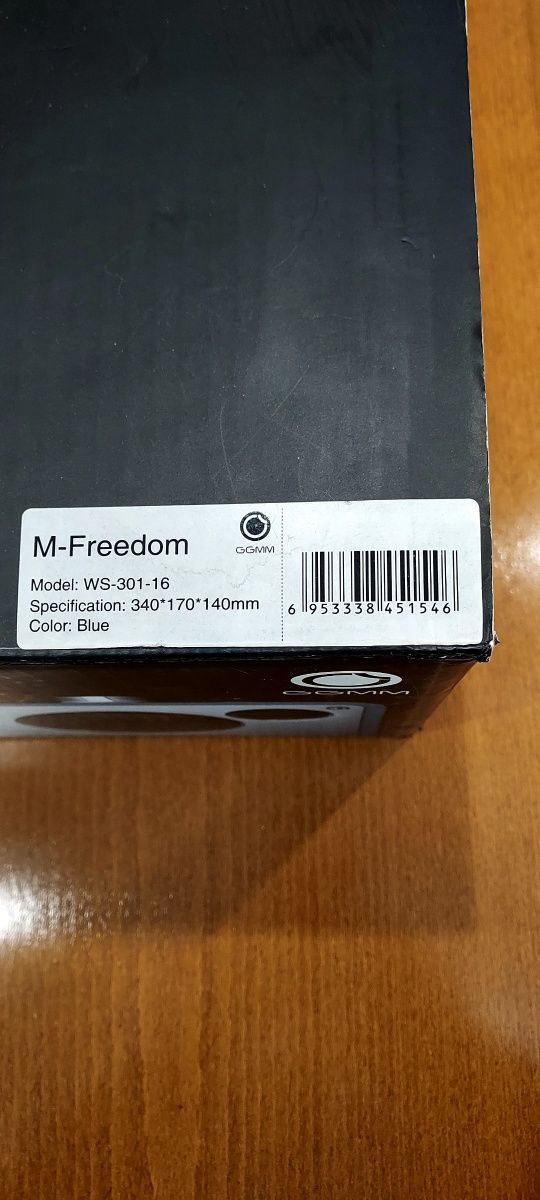 M-Freedom
GGMM
Model: WS-301-16
Specification: 340*170*140mm
Color: Blue
6 953338 451546
GGMM